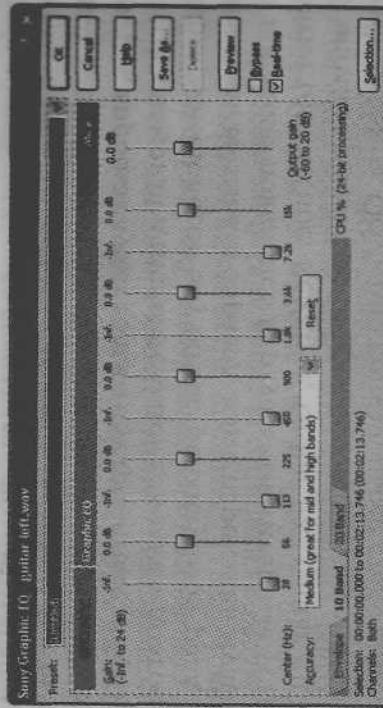 Sony Graphic EQ - guitar left.wav
Preset: Untitled
OK
Cancel
Help
Save As...
Delete
Preview
Bypass
Real-time
Selection...
Graphic EQ
Gain:
(-Inf. to 24 dB)
-Inf. 0.0 dB -Inf. 0.0 dB -Inf. 0.0 dB -Inf. 0.0 dB -Inf. 0.0 dB 0.0 dB
Center (Hz): 28 56 113 225 450 900 1.8k 3.6k 7.2k 15k
Output gain
(-60 to 20 dB)
Accuracy: Medium (great for mid and high bands) Reset
Envelope 10 Band 20 Band CPU % (24-bit processing)
Selection: 00:00:00.000 to 00:02:13.746 (00:02:13.746)
Channels: Both